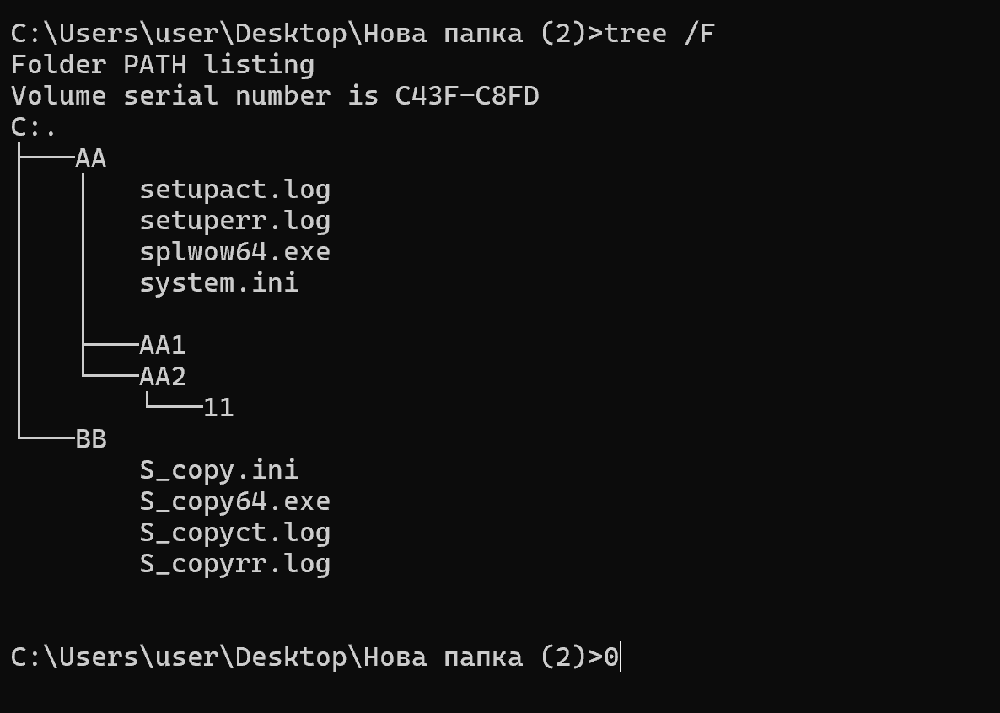 C:\Users\user\Desktop\Нова папка (2)>tree /F
Folder PATH listing
Volume serial number is C43F-C8FD
C:.
├───AA
│   │   setupact.log
│   │   setuperr.log
│   │   splwow64.exe
│   │   system.ini
│   │
│   ├───AA1
│   └───AA2
│       └───11
└───BB
        S_copy.ini
        S_copy64.exe
        S_copyct.log
        S_copyrr.log
C:\Users\user\Desktop\Нова папка (2)>0